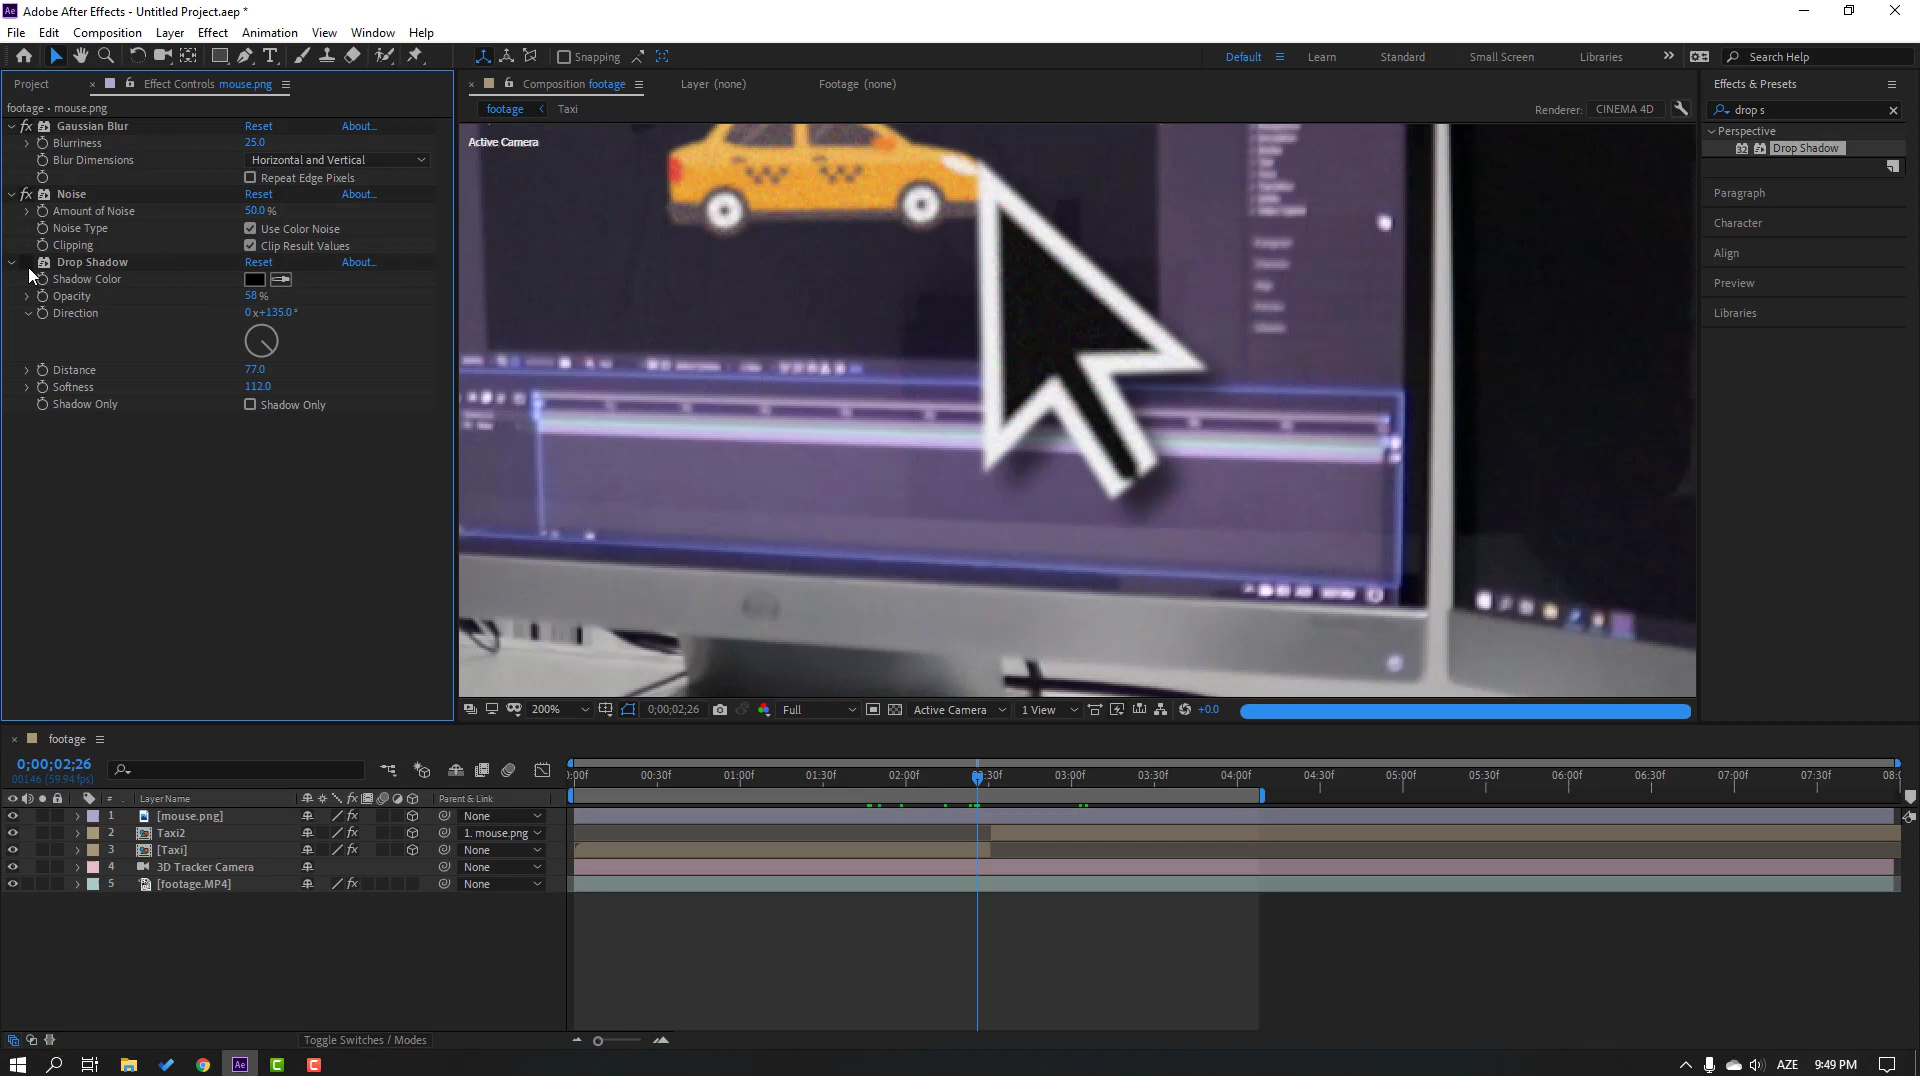 Adobe After Effects - Untitled Project.aep *
File Edit Composition Layer Effect Animation View Window Help
Snapping Default Learn Standard Small Screen Libraries Search Help
Project Effect Controls mouse.png
Composition footage Layer (none) Footage (none)
Effects & Presets
footage • mouse.png
footage Taxi
Renderer: CINEMA 4D
drop s
Gaussian Blur Reset About...
Active Camera
Perspective
Blurriness 25.0
Drop Shadow
Blur Dimensions Horizontal and Vertical
Repeat Edge Pixels
Noise Reset About...
Paragraph
Amount of Noise 50.0 %
Noise Type Use Color Noise
Character
Clipping Clip Result Values
Align
Drop Shadow Reset About...
Shadow Color
Preview
Opacity 58 %
Direction 0 x+135.0 °
Libraries
Distance 77.0
Softness 112.0
Shadow Only Shadow Only
200% 0;00;02;26 Full Active Camera 1 View +0.0
footage
0;00;02;26
00146 (59.94 fps)
0:00f 00:30f 01:00f 01:30f 02:00f 02:30f 03:00f 03:30f 04:00f 04:30f 05:00f 05:30f 06:00f 06:30f 07:00f 07:30f 08:0
# Layer Name Parent & Link
1 [mouse.png] None
2 Taxi2 1. mouse.png
3 [Taxi] None
4 3D Tracker Camera None
5 [footage.MP4] None
Toggle Switches / Modes
AZE 9:49 PM